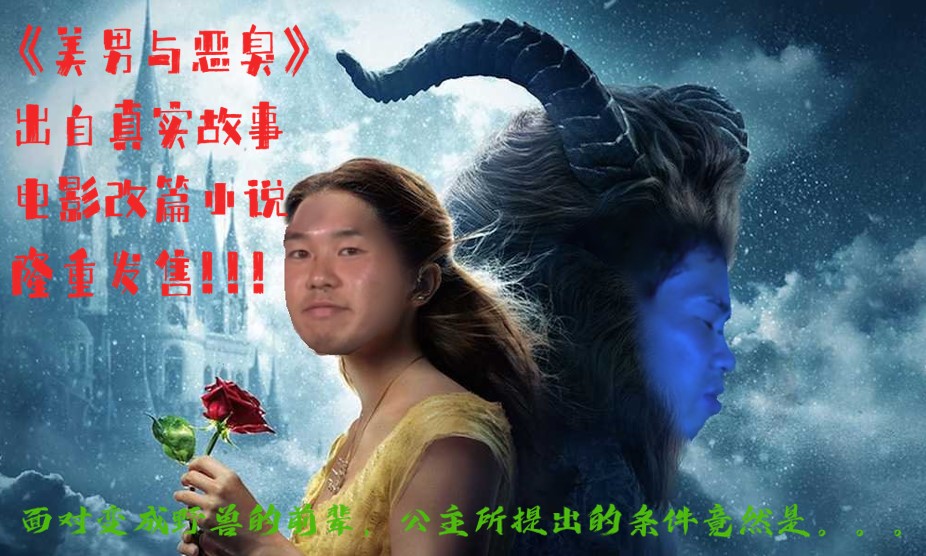 《美男与恶臭》
出自真实故事
电影改篇小说
隆重发售!!!
面对变成野兽的前辈，公主所提出的条件竟然是。。。